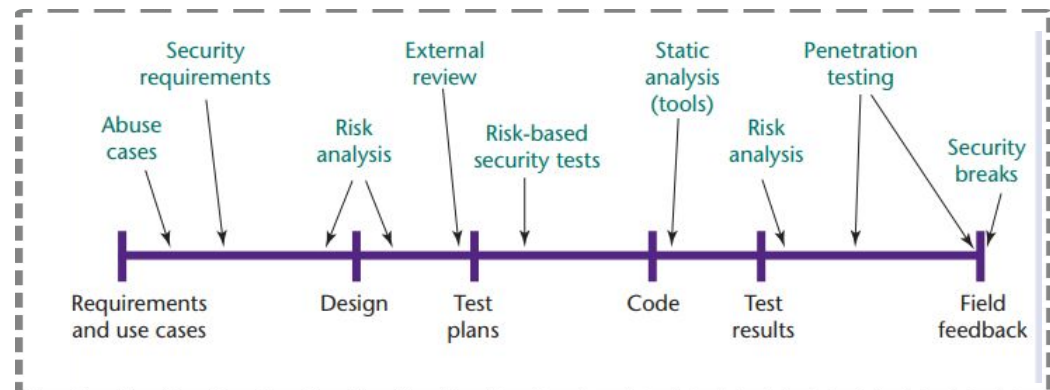 Security
requirements
External
review
Static
analysis
(tools)
Penetration
testing
Abuse
cases
Risk
analysis
Risk-based
security tests
Risk
analysis
Security
breaks
Requirements
and use cases
Design
Test
plans
Code
Test
results
Field
feedback